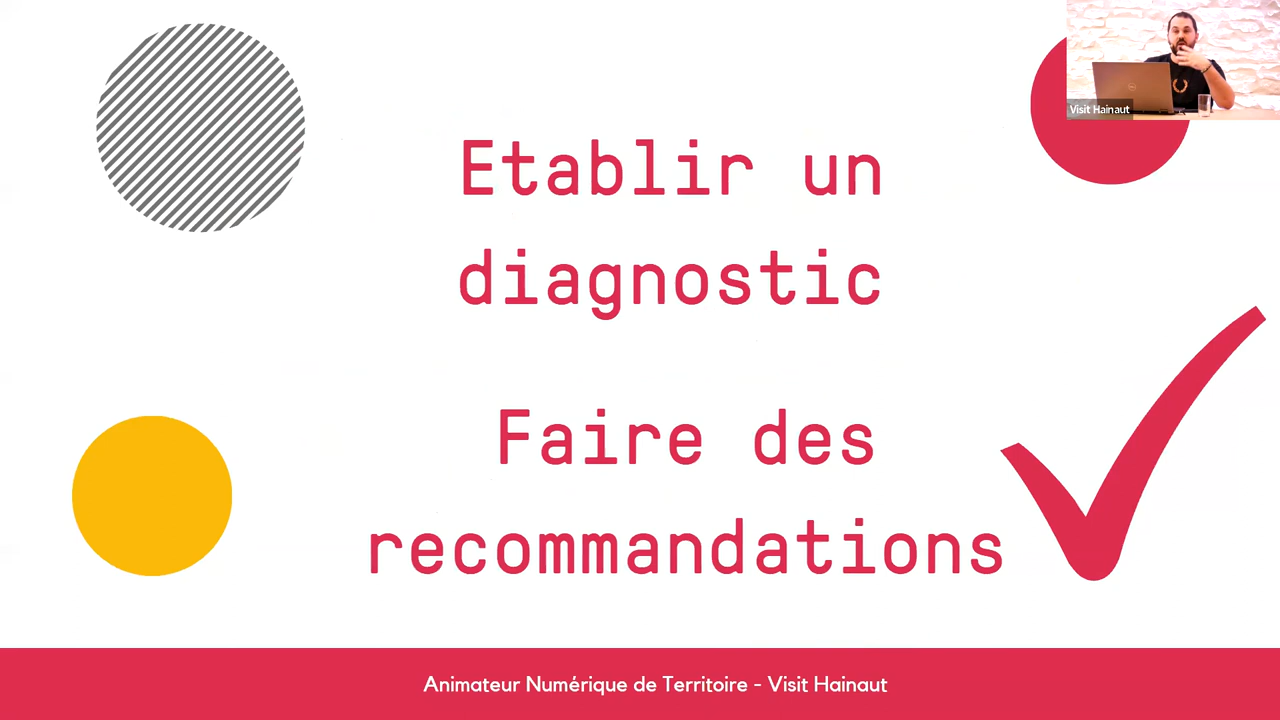 Visit Hainaut
Etablir un
diagnostic
Faire des
recommandations
Animateur Numérique de Territoire - Visit Hainaut